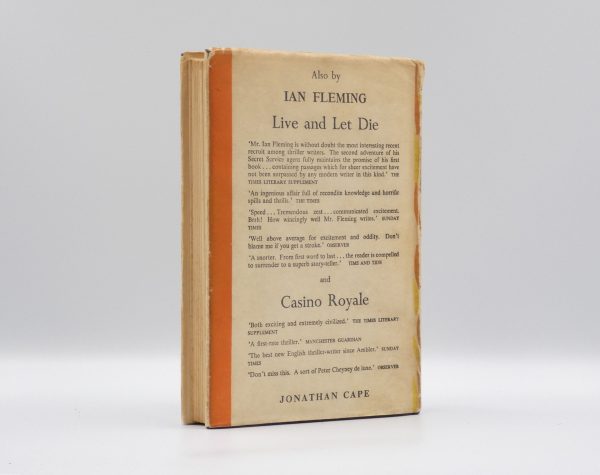 Also by
IAN FLEMING
Live and Let Die
'Mr. Ian Fleming is without doubt the most interesting recent
recruit among thriller writers. The second adventure of his
Secret Service agent fully maintains the promise of his first
book . . . containing passages which for sheer excitement have
not been surpassed by any modern writer in this kind.' THE
TIMES LITERARY SUPPLEMENT
'An ingenious affair full of recondite knowledge and horrific
spills and thrills.' THE TIMES
'Speed . . . Tremendous zest . . . communicated excitement.
Brrh! How wincingly well Mr. Fleming writes.' SUNDAY
TIMES
'Well above average for excitement and oddity. Don't
blame me if you get a stroke.' OBSERVER
'A snorter. From first word to last . . . the reader is compelled
to surrender to a superb story-teller.' TIME AND TIDE
and
Casino Royale
'Both exciting and extremely civilized.' THE TIMES LITERARY
SUPPLEMENT
'A first-rate thriller.' MANCHESTER GUARDIAN
'The best new English thriller-writer since Ambler.' SUNDAY
TIMES
'Don't miss this. A sort of Peter Cheyney de luxe.' OBSERVER
JONATHAN CAPE